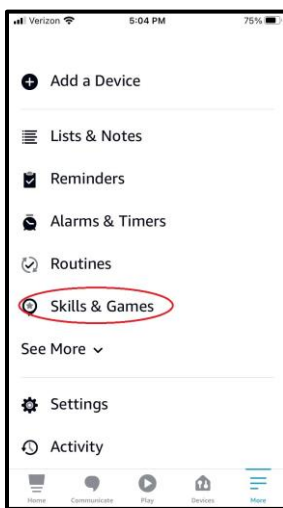 Verizon 5:04 PM 75%
Add a Device
Lists & Notes
Reminders
Alarms & Timers
Routines
Skills & Games
See More
Settings
Activity
Home Communicate Play Devices More